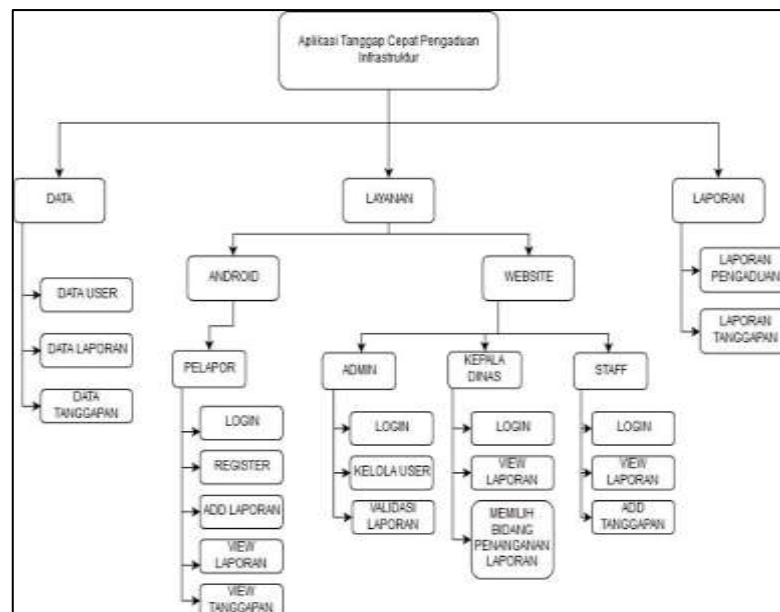 Aplikasi Tanggap Cepat Pengaduan
Infrastruktur
DATA
LAYANAN
LAPORAN
DATA USER
DATA LAPORAN
DATA
TANGGAPAN
ANDROID
WEBSITE
LAPORAN
PENGADUAN
LAPORAN
TANGGAPAN
PELAPOR
LOGIN
REGISTER
ADD LAPORAN
VIEW
LAPORAN
VIEW
TANGGAPAN
ADMIN
LOGIN
KELOLA USER
VALIDASI
LAPORAN
KEPALA
DINAS
LOGIN
VIEW
LAPORAN
MEMILIH
BIDANG
PENANGANAN
LAPORAN
STAFF
LOGIN
VIEW
LAPORAN
ADD
TANGGAPAN